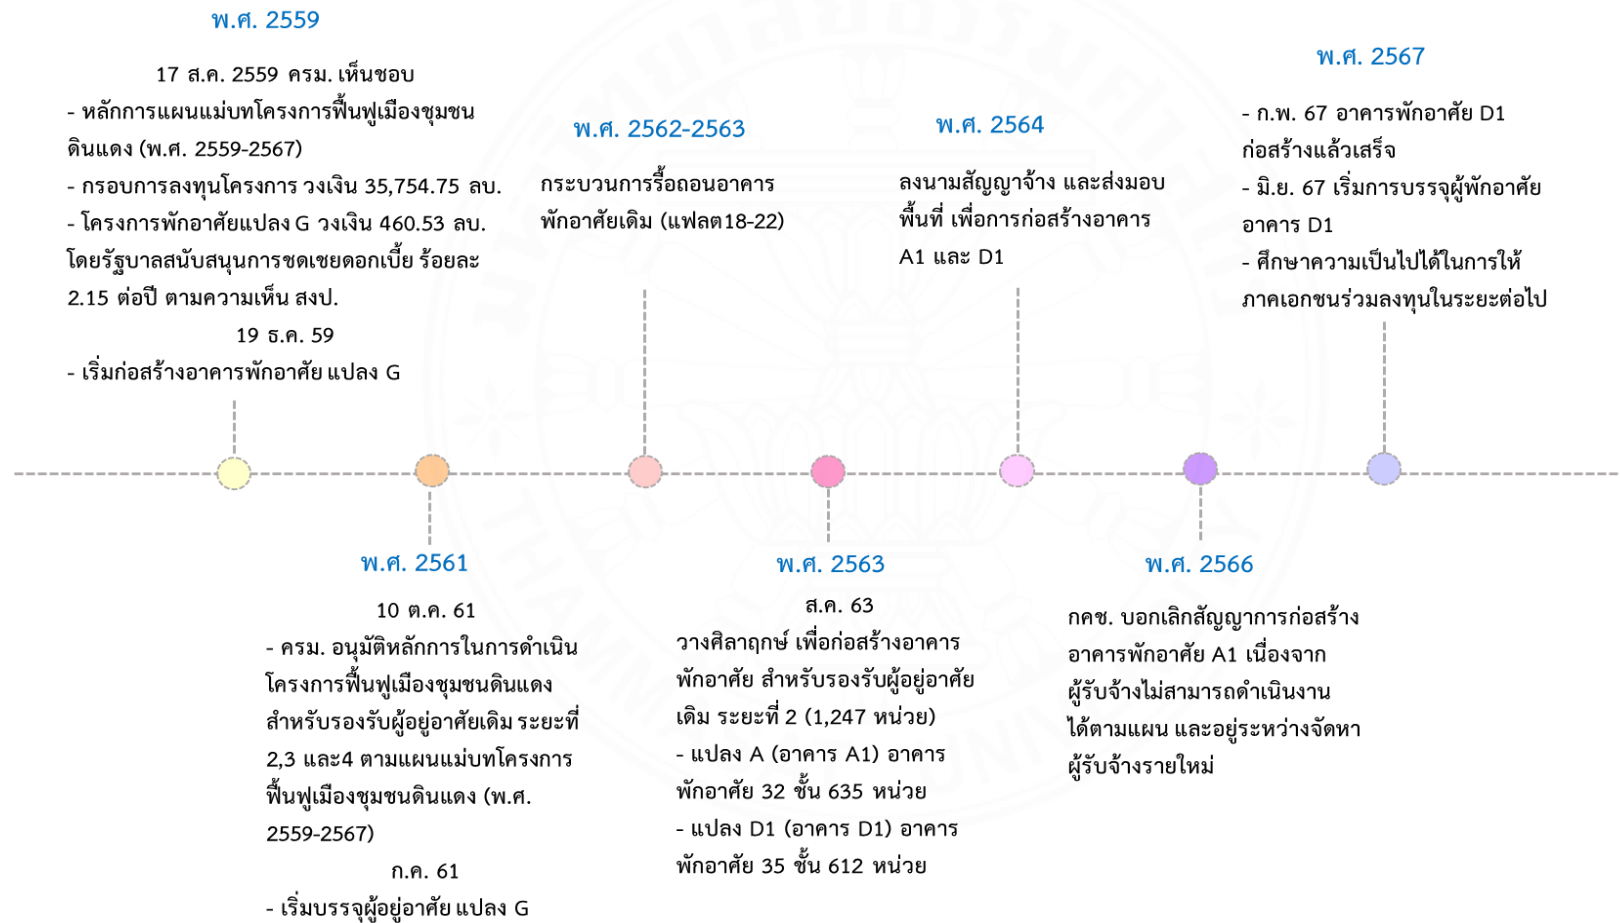 พ.ศ. 2559
17 ส.ค. 2559 ครม. เห็นชอบ
- หลักการแผนแม่บทโครงการฟื้นฟูเมืองชุมชน
ดินแดง (พ.ศ. 2559-2567)
- กรอบการลงทุนโครงการ วงเงิน 35,754.75 ลบ.
- โครงการพักอาศัยแปลง G วงเงิน 460.53 ลบ.
โดยรัฐบาลสนับสนุนการชดเชยดอกเบี้ย ร้อยละ
2.15 ต่อปี ตามความเห็น สงป.
19 ธ.ค. 59
- เริ่มก่อสร้างอาคารพักอาศัย แปลง G
พ.ศ. 2561
10 ต.ค. 61
- ครม. อนุมัติหลักการในการดำเนิน
โครงการฟื้นฟูเมืองชุมชนดินแดง
สำหรับรองรับผู้อยู่อาศัยเดิม ระยะที่
2,3 และ4 ตามแผนแม่บทโครงการ
ฟื้นฟูเมืองชุมชนดินแดง (พ.ศ.
2559-2567)
ก.ค. 61
- เริ่มบรรจุผู้อยู่อาศัย แปลง G
พ.ศ. 2562-2563
กระบวนการรื้อถอนอาคาร
พักอาศัยเดิม (แฟลต18-22)
พ.ศ. 2563
ส.ค. 63
วางศิลาฤกษ์ เพื่อก่อสร้างอาคาร
พักอาศัย สำหรับรองรับผู้อยู่อาศัย
เดิม ระยะที่ 2 (1,247 หน่วย)
- แปลง A (อาคาร A1) อาคาร
พักอาศัย 32 ชั้น 635 หน่วย
- แปลง D1 (อาคาร D1) อาคาร
พักอาศัย 35 ชั้น 612 หน่วย
พ.ศ. 2564
ลงนามสัญญาจ้าง และส่งมอบ
พื้นที่ เพื่อการก่อสร้างอาคาร
A1 และ D1
พ.ศ. 2566
กคช. บอกเลิกสัญญาการก่อสร้าง
อาคารพักอาศัย A1 เนื่องจาก
ผู้รับจ้างไม่สามารถดำเนินงาน
ได้ตามแผน และอยู่ระหว่างจัดหา
ผู้รับจ้างรายใหม่
พ.ศ. 2567
- ก.พ. 67 อาคารพักอาศัย D1
ก่อสร้างแล้วเสร็จ
- มิ.ย. 67 เริ่มการบรรจุผู้พักอาศัย
อาคาร D1
- ศึกษาความเป็นไปได้ในการให้
ภาคเอกชนร่วมลงทุนในระยะต่อไป
มหาวิทยาลัยธรรมศาสตร์
THAMMASAT UNIVERSITY